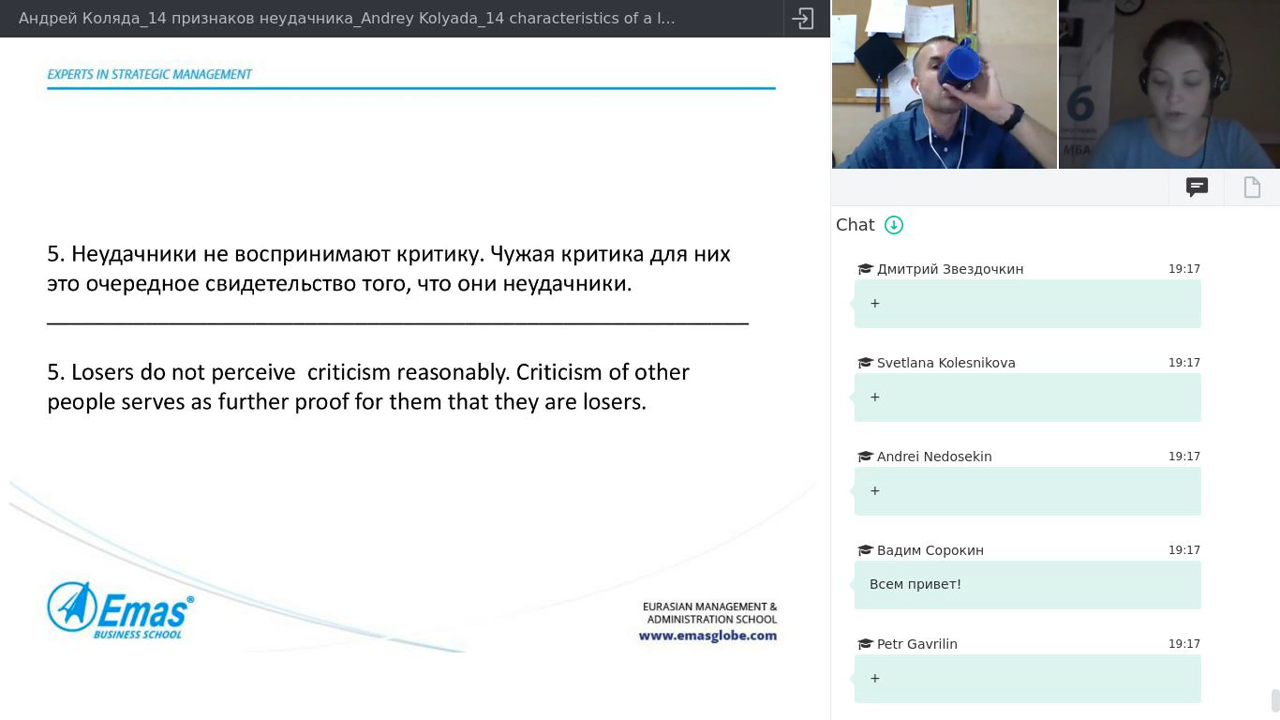 Андрей Коляда_14 признаков неудачника_Andrey Kolyada_14 characteristics of a l...
EXPERTS IN STRATEGIC MANAGEMENT
5. Неудачники не воспринимают критику. Чужая критика для них
это очередное свидетельство того, что они неудачники.
5. Losers do not perceive  criticism reasonably. Criticism of other
people serves as further proof for them that they are losers.
Emas®
BUSINESS SCHOOL
EURASIAN MANAGEMENT &
ADMINISTRATION SCHOOL
www.emasglobe.com
6
МВА
Chat
Дмитрий Звездочкин 19:17
+
Svetlana Kolesnikova 19:17
+
Andrei Nedosekin 19:17
+
Вадим Сорокин 19:17
Всем привет!
Petr Gavrilin 19:17
+